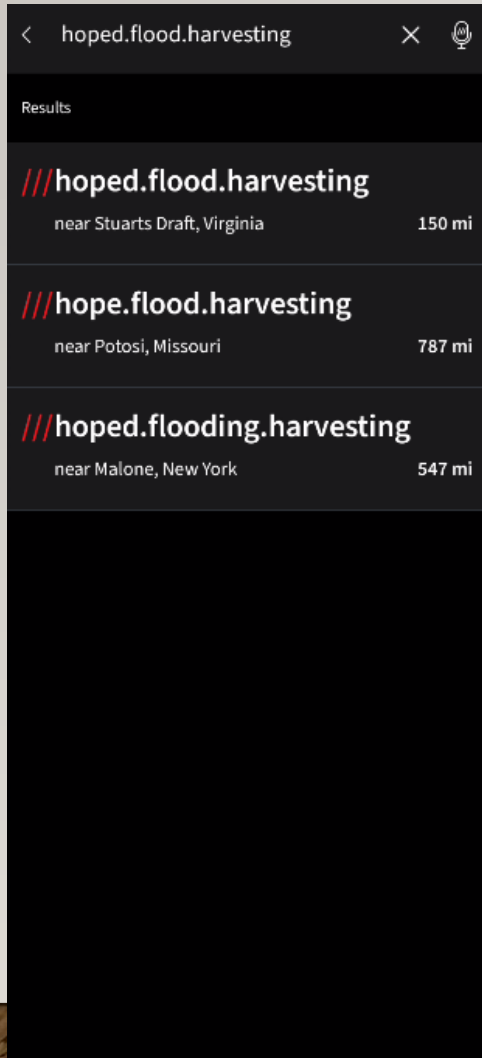 hoped.flood.harvesting
Results
///hoped.flood.harvesting
near Stuarts Draft, Virginia 150 mi
///hope.flood.harvesting
near Potosi, Missouri 787 mi
///hoped.flooding.harvesting
near Malone, New York 547 mi